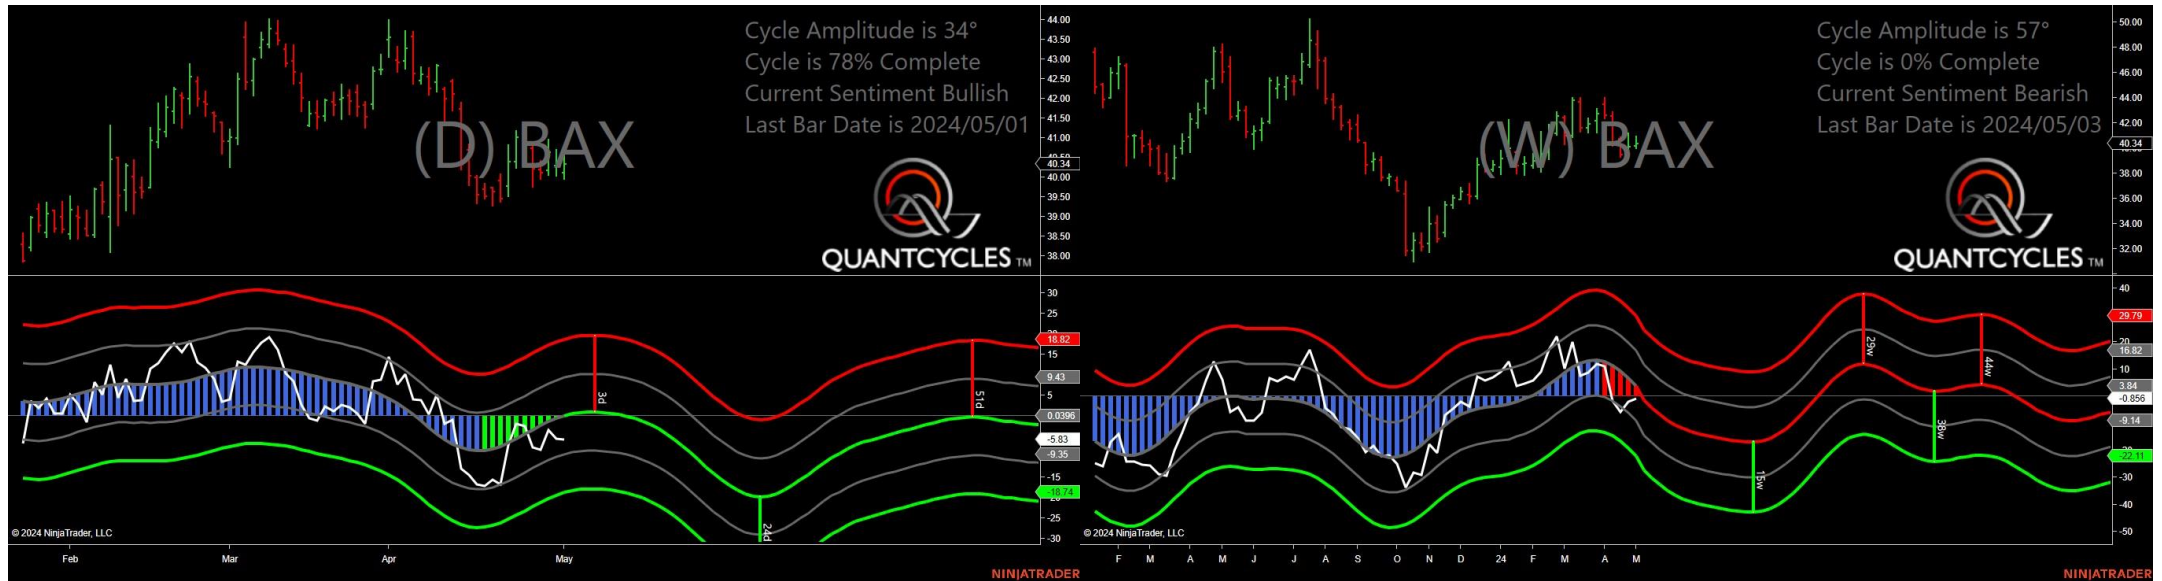 Cycle Amplitude is 34°
Cycle is 78% Complete
Current Sentiment Bullish
Last Bar Date is 2024/05/01
(D) BAX
QUANTCYCLES TM
44.00
43.50
43.00
42.50
42.00
41.50
41.00
40.34
40.00
39.50
39.00
38.50
38.00
30
25
18.82
15
9.43
5
0.0396
-5.83
-9.35
-15
-18.74
-25
-30
3d
24d
51d
© 2024 NinjaTrader, LLC
Feb Mar Apr May
NINJATRADER
Cycle Amplitude is 57°
Cycle is 0% Complete
Current Sentiment Bearish
Last Bar Date is 2024/05/03
(W) BAX
QUANTCYCLES TM
50.00
48.00
46.00
44.00
42.00
40.34
38.00
36.00
34.00
32.00
40
29.79
20
16.82
10
3.84
-0.856
-9.14
-22.11
-30
-40
-50
29w
44w
38w
15w
© 2024 NinjaTrader, LLC
F M A M J J A S O N D 24 F M A M
NINJATRADER